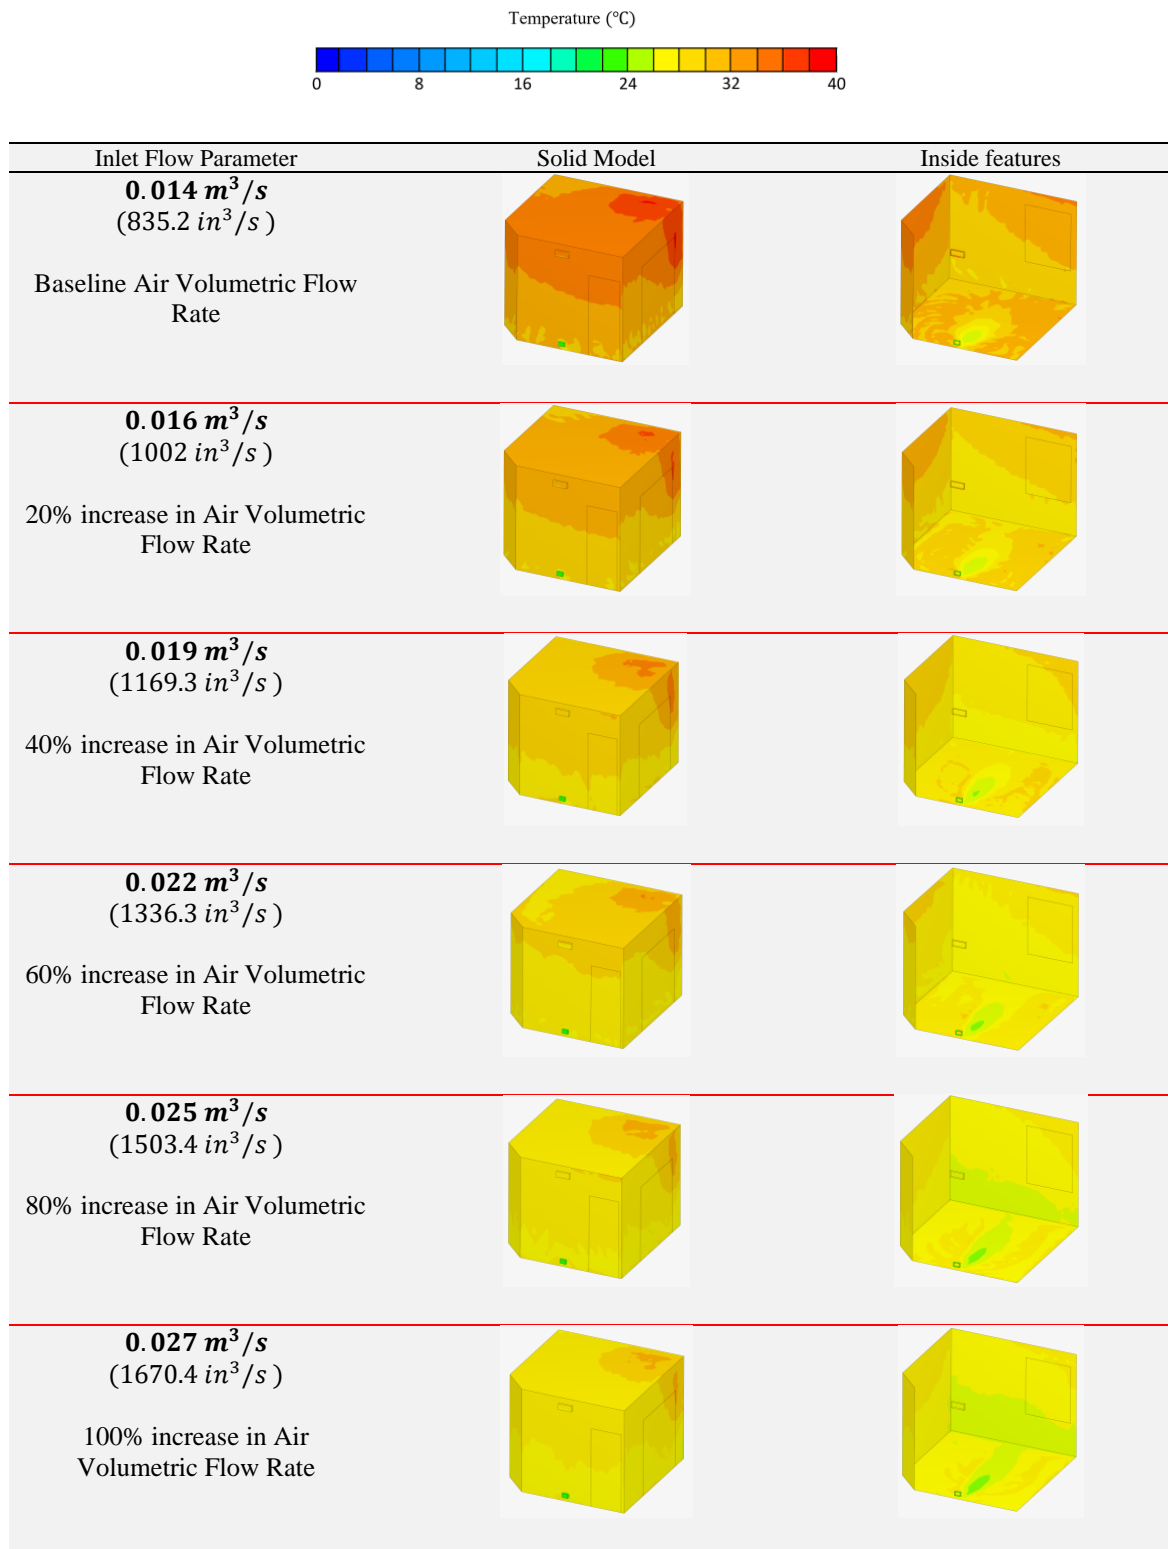 Temperature (℃)
0 8 16 24 32 40
Inlet Flow Parameter Solid Model Inside features
0.014 m³/s
(835.2 in³/s )
Baseline Air Volumetric Flow
Rate
0.016 m³/s
(1002 in³/s )
20% increase in Air Volumetric
Flow Rate
0.019 m³/s
(1169.3 in³/s )
40% increase in Air Volumetric
Flow Rate
0.022 m³/s
(1336.3 in³/s )
60% increase in Air Volumetric
Flow Rate
0.025 m³/s
(1503.4 in³/s )
80% increase in Air Volumetric
Flow Rate
0.027 m³/s
(1670.4 in³/s )
100% increase in Air
Volumetric Flow Rate